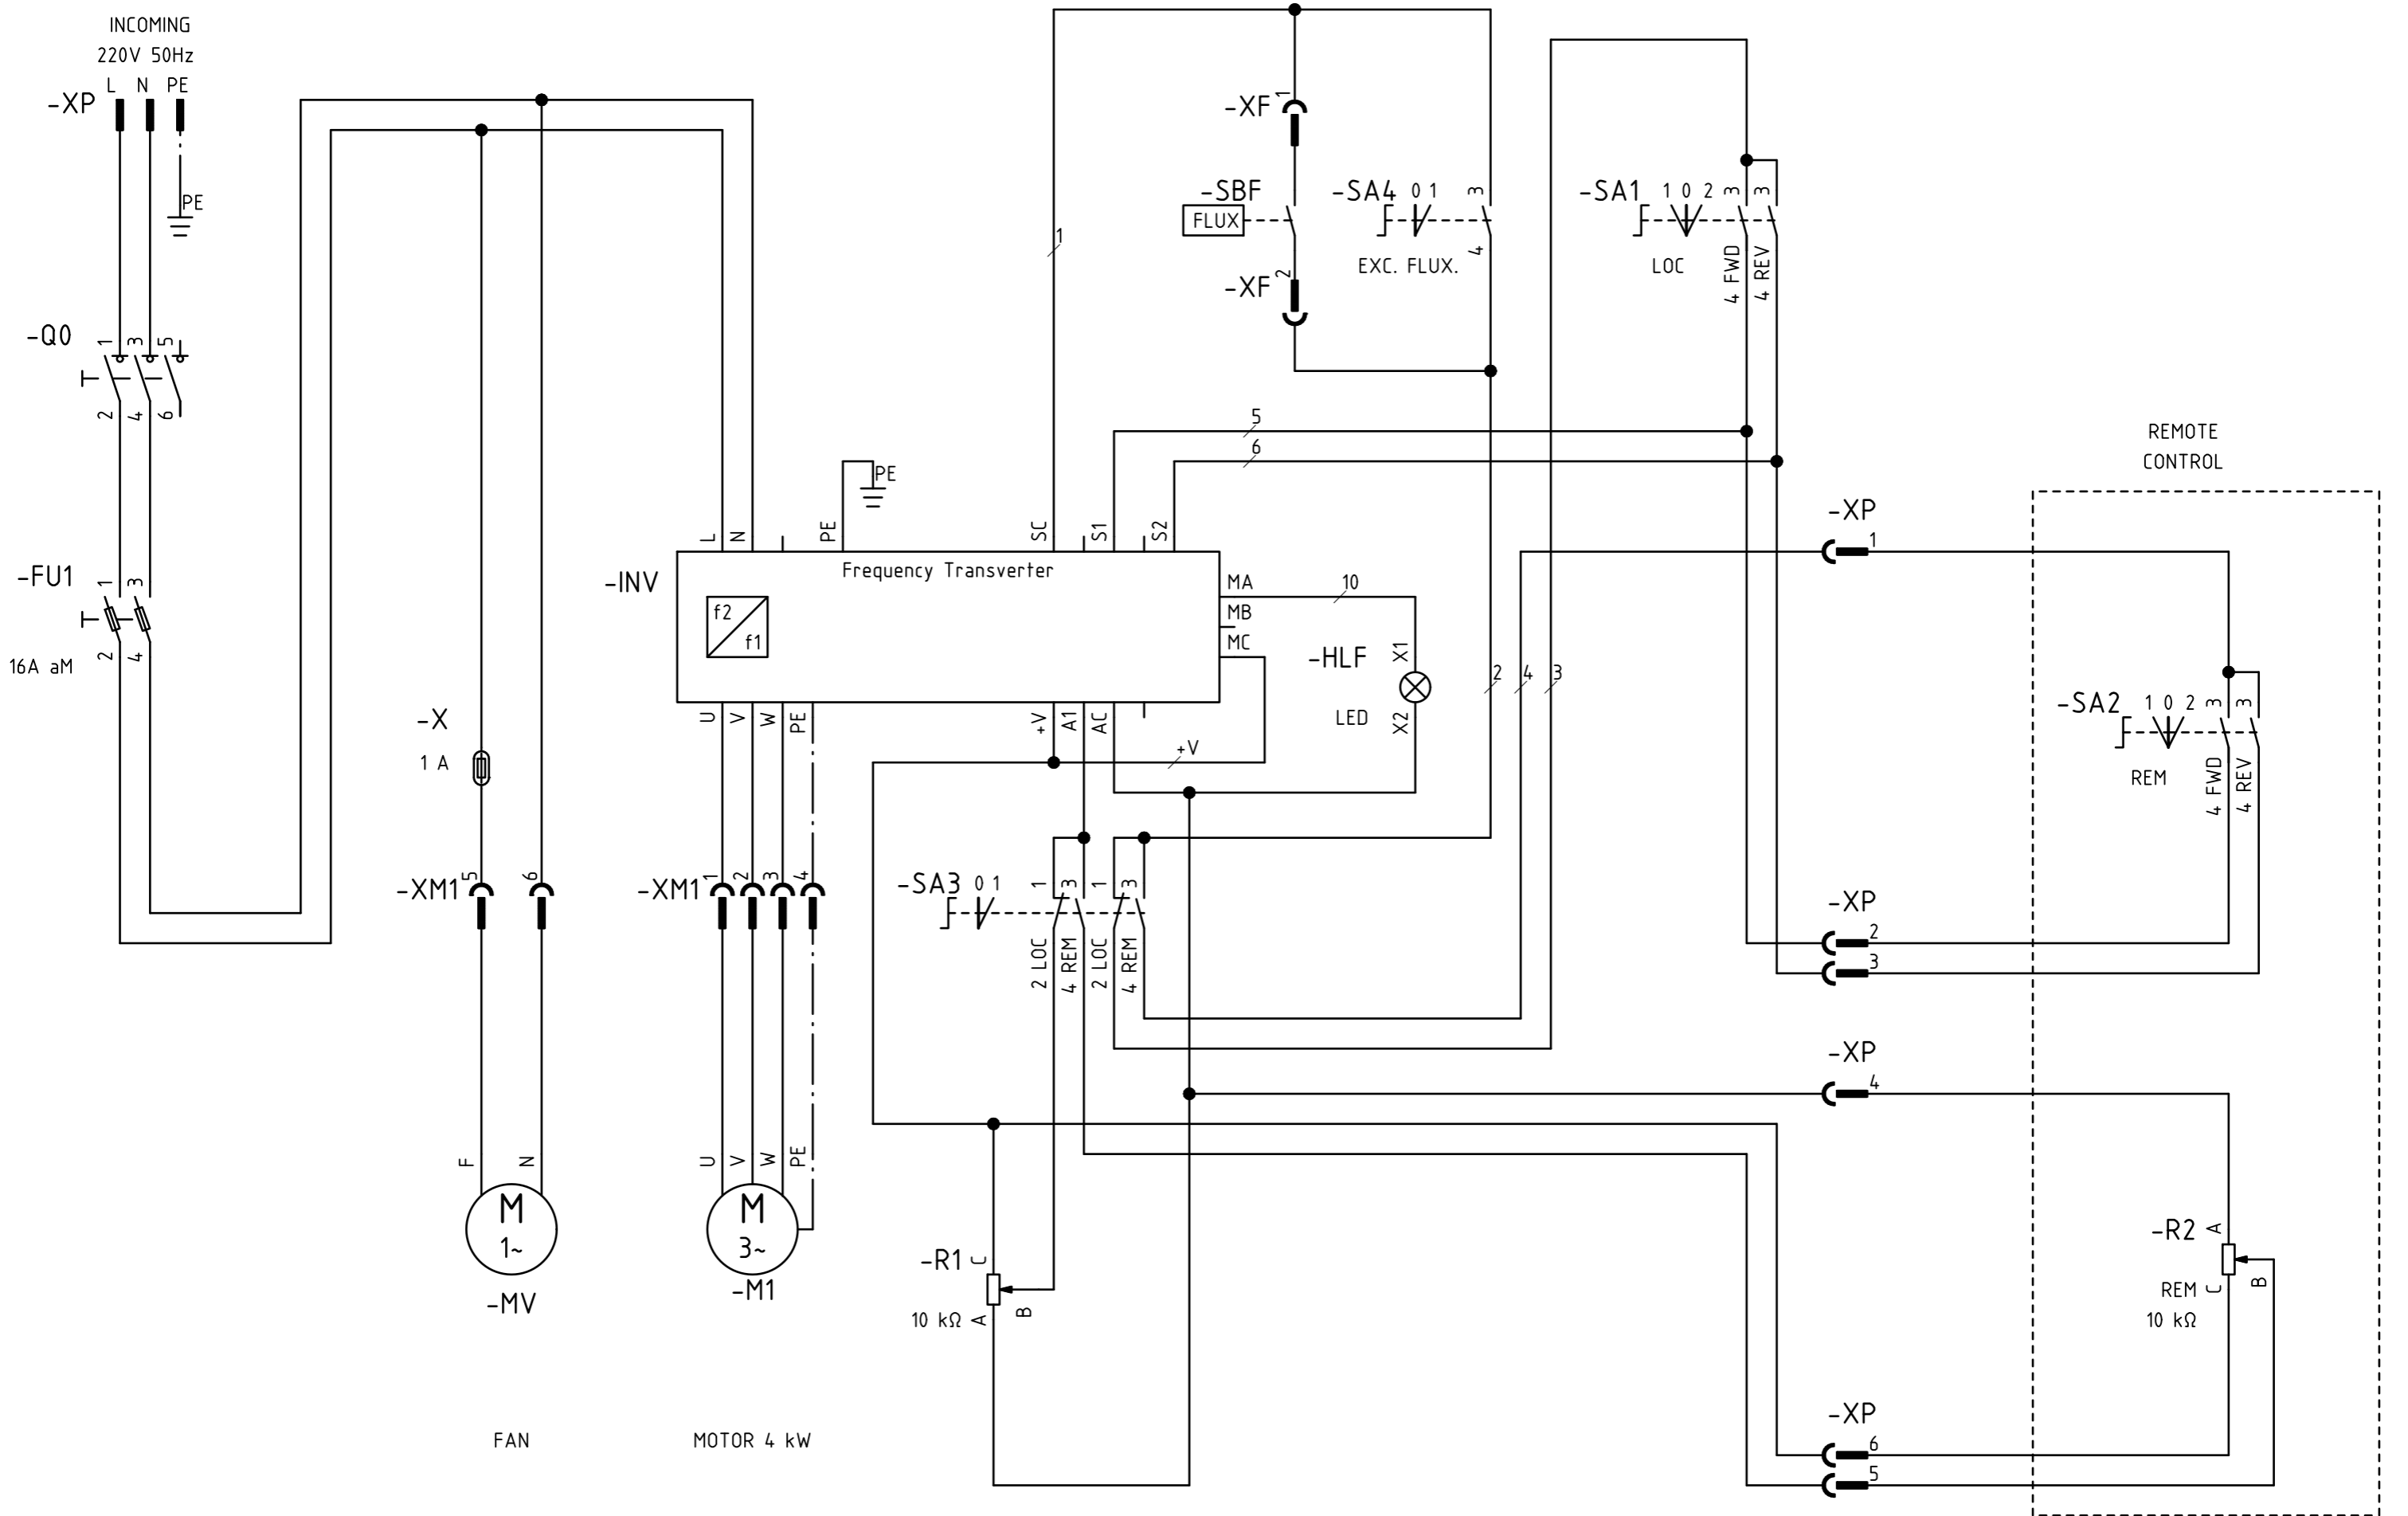 INCOMING
220V 50Hz
L N PE
-XP
PE
-Q0
1 3 5
2 4 6
-FU1
1 3
16A aM
2 4
-X
1 A
-XM1
5 6
F N
M
1~
-MV
FAN
-INV
L N PE
PE
SC S1 S2
Frequency Transverter
f2
f1
MA
MB
MC
U V W PE
+V A1 AC
-XM1
1 2 3 4
U V W PE
M
3~
-M1
MOTOR 4 kW
1
-XF 1
-SBF
FLUX
-XF 2
-SA4 0 1
3
4
EXC. FLUX.
-SA1 1 0 2
3 3
LOC
4 FWD
4 REV
5
6
10
-HLF
X1
LED
X2
2 4 3
+V
-SA3 0 1
1 3 1 3
2 LOC
4 REM
2 LOC
4 REM
-R1
C
10 kΩ
A
B
REMOTE
CONTROL
-XP
1
-SA2 1 0 2
3 3
REM
4 FWD
4 REV
-XP
2
3
-XP
4
-R2
A
REM
C
B
10 kΩ
-XP
6
5